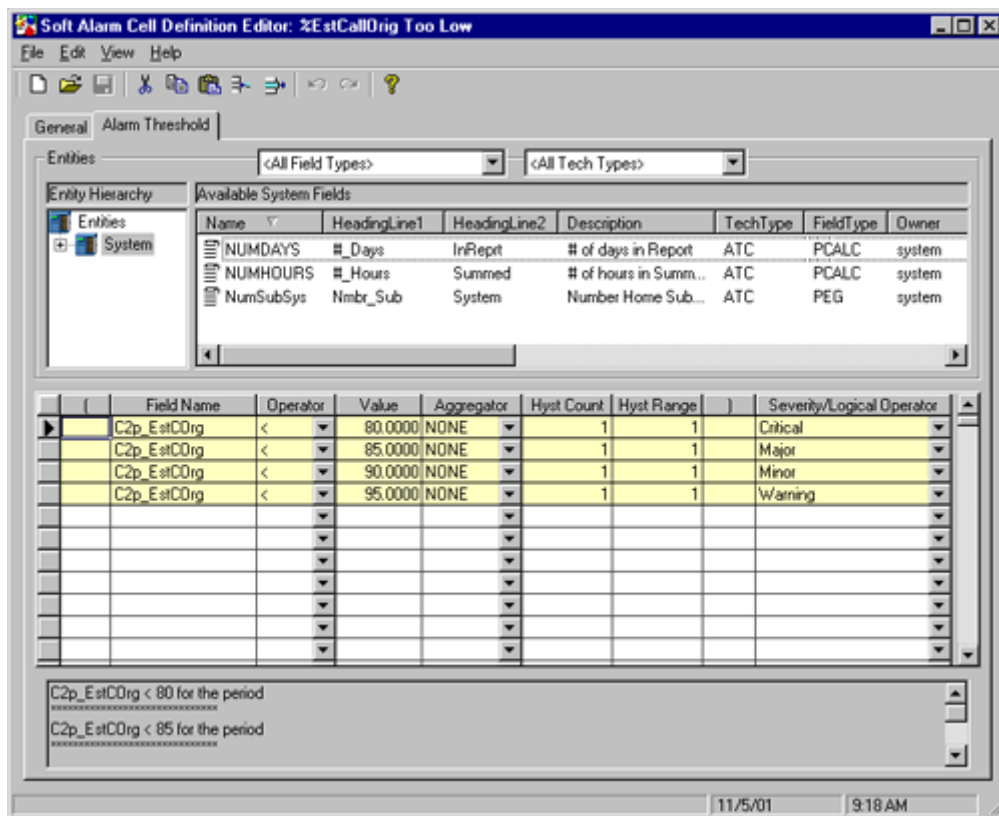 Soft Alarm Cell Definition Editor: %EstCallOrig Too Low
File Edit View Help
General Alarm Threshold
Entities <All Field Types> <All Tech Types>
Entity Hierarchy Available System Fields
Entities
System
Name HeadingLine1 HeadingLine2 Description TechType FieldType Owner
NUMDAYS #_Days InReprt # of days in Report ATC PCALC system
NUMHOURS #_Hours Summed # of hours in Summ... ATC PCALC system
NumSubSys Nmbr_Sub System Number Home Sub... ATC PEG system
( Field Name Operator Value Aggregator Hyst Count Hyst Range ) Severity/Logical Operator
C2p_EstCOrg < 80.0000 NONE 1 1 Critical
C2p_EstCOrg < 85.0000 NONE 1 1 Major
C2p_EstCOrg < 90.0000 NONE 1 1 Minor
C2p_EstCOrg < 95.0000 NONE 1 1 Warning
C2p_EstCOrg < 80 for the period
C2p_EstCOrg < 85 for the period
11/5/01 9:18 AM